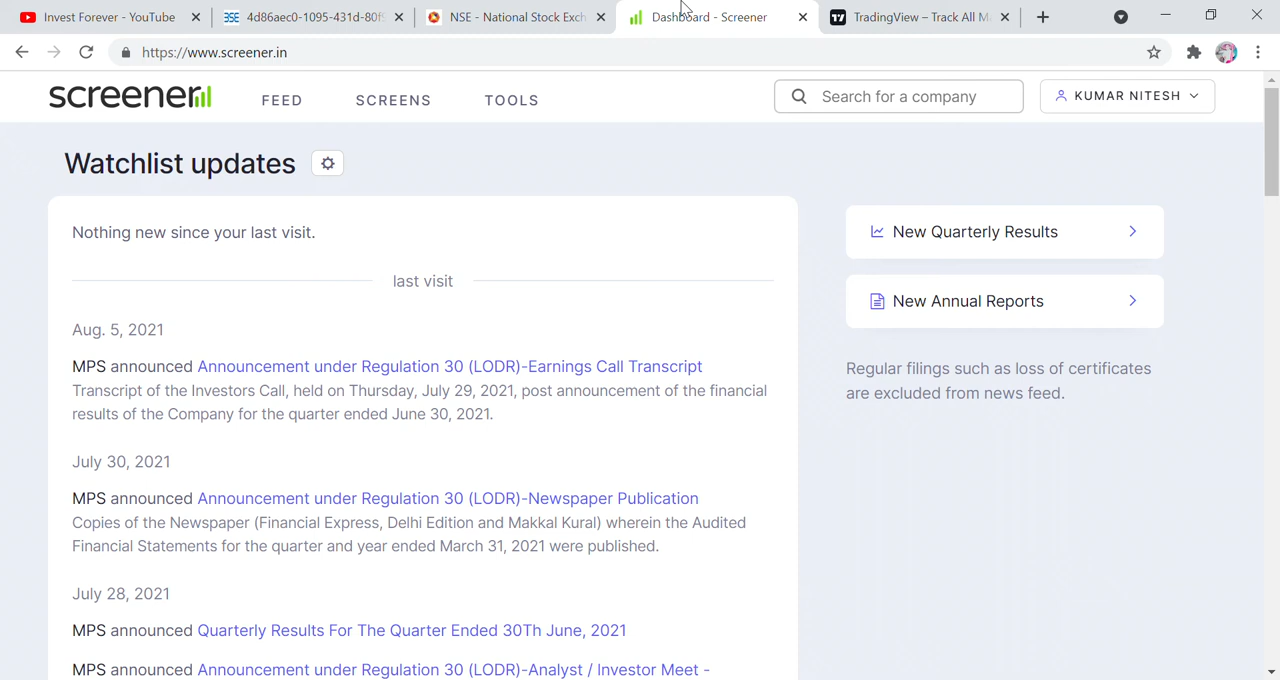 Invest Forever - YouTube
4d86aec0-1095-431d-80f
NSE - National Stock Exch
Dashboard - Screener
TradingView – Track All M
https://www.screener.in
screener
FEED
SCREENS
TOOLS
Search for a company
KUMAR NITESH
Watchlist updates
Nothing new since your last visit.
last visit
Aug. 5, 2021
MPS announced Announcement under Regulation 30 (LODR)-Earnings Call Transcript
Transcript of the Investors Call, held on Thursday, July 29, 2021, post announcement of the financial
results of the Company for the quarter ended June 30, 2021.
July 30, 2021
MPS announced Announcement under Regulation 30 (LODR)-Newspaper Publication
Copies of the Newspaper (Financial Express, Delhi Edition and Makkal Kural) wherein the Audited
Financial Statements for the quarter and year ended March 31, 2021 were published.
July 28, 2021
MPS announced Quarterly Results For The Quarter Ended 30Th June, 2021
MPS announced Announcement under Regulation 30 (LODR)-Analyst / Investor Meet -
New Quarterly Results
New Annual Reports
Regular filings such as loss of certificates
are excluded from news feed.